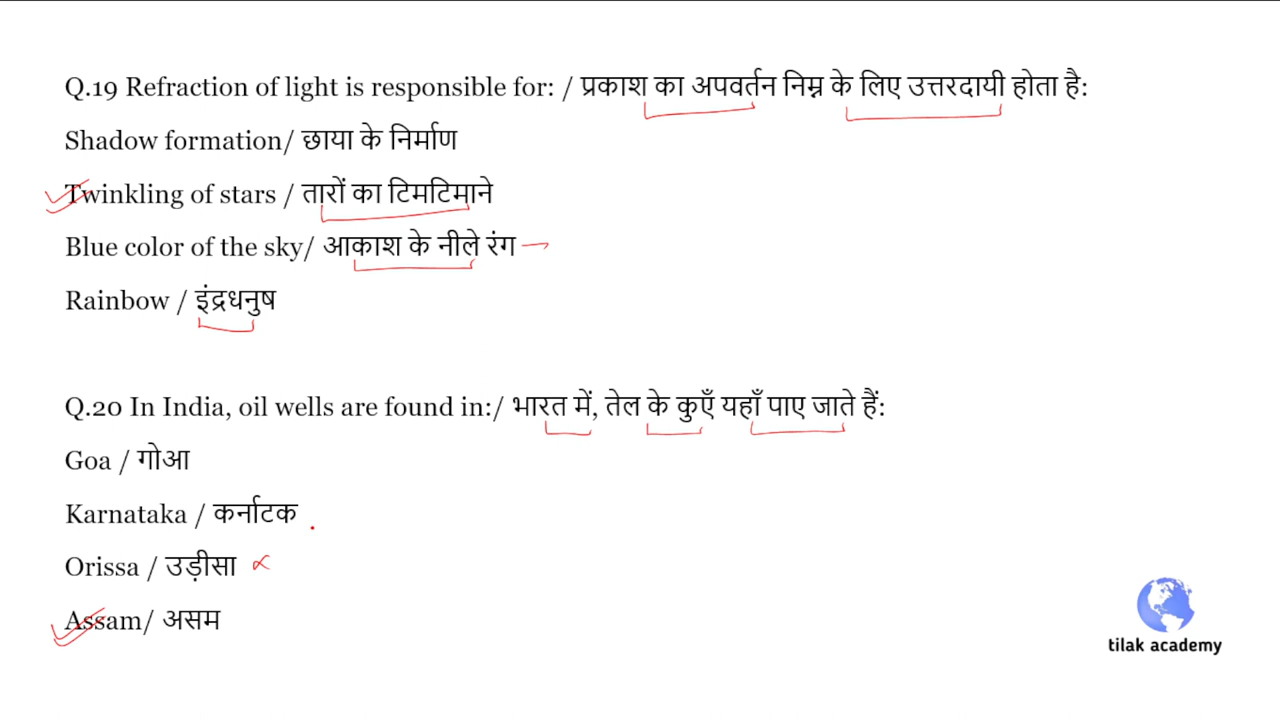 Q.19 Refraction of light is responsible for: / प्रकाश का अपवर्तन निम्न के लिए उत्तरदायी होता है:
Shadow formation/ छाया के निर्माण
Twinkling of stars / तारों का टिमटिमाने
Blue color of the sky/ आकाश के नीले रंग
Rainbow / इंद्रधनुष
Q.20 In India, oil wells are found in:/ भारत में, तेल के कुएँ यहाँ पाए जाते हैं:
Goa / गोआ
Karnataka / कर्नाटक
Orissa / उड़ीसा
Assam/ असम
tilak academy